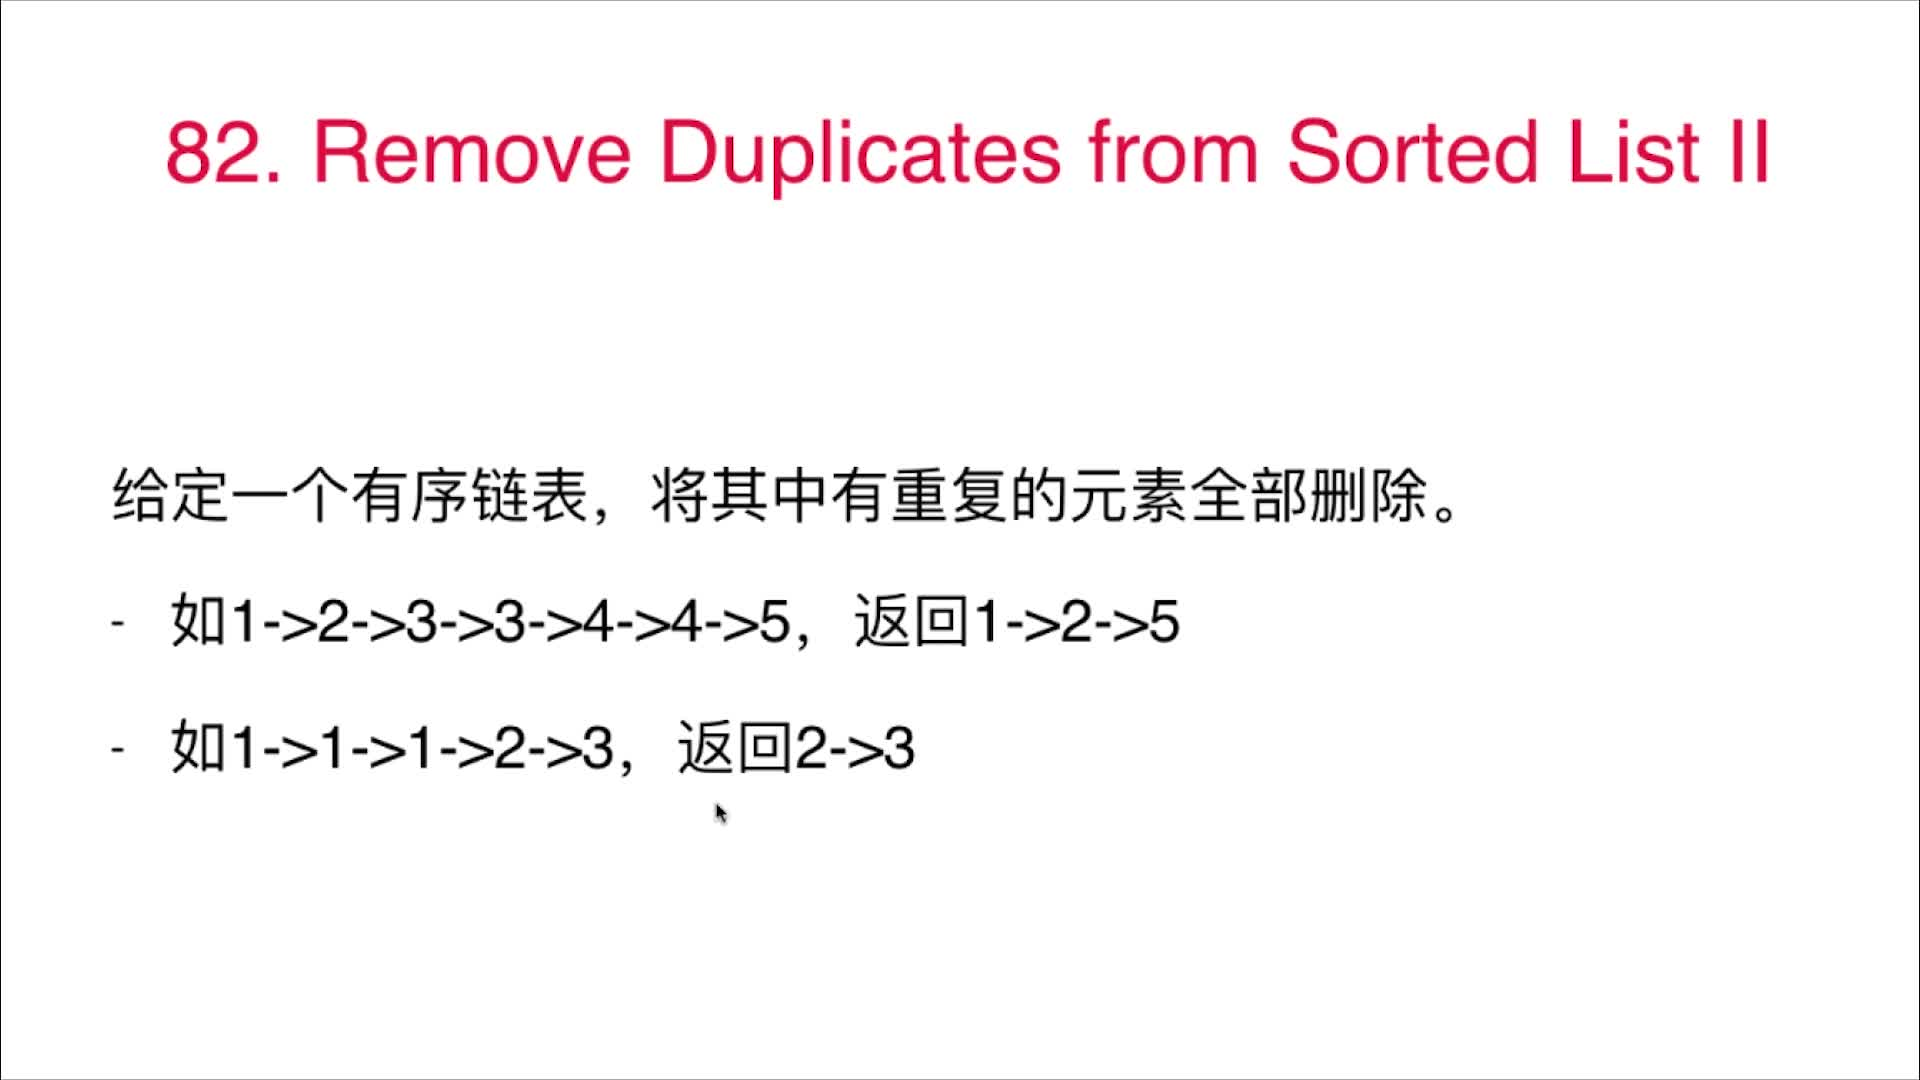 82. Remove Duplicates from Sorted List II
给定一个有序链表，将其中有重复的元素全部删除。
- 如1->2->3->3->4->4->5，返回1->2->5
- 如1->1->1->2->3，返回2->3